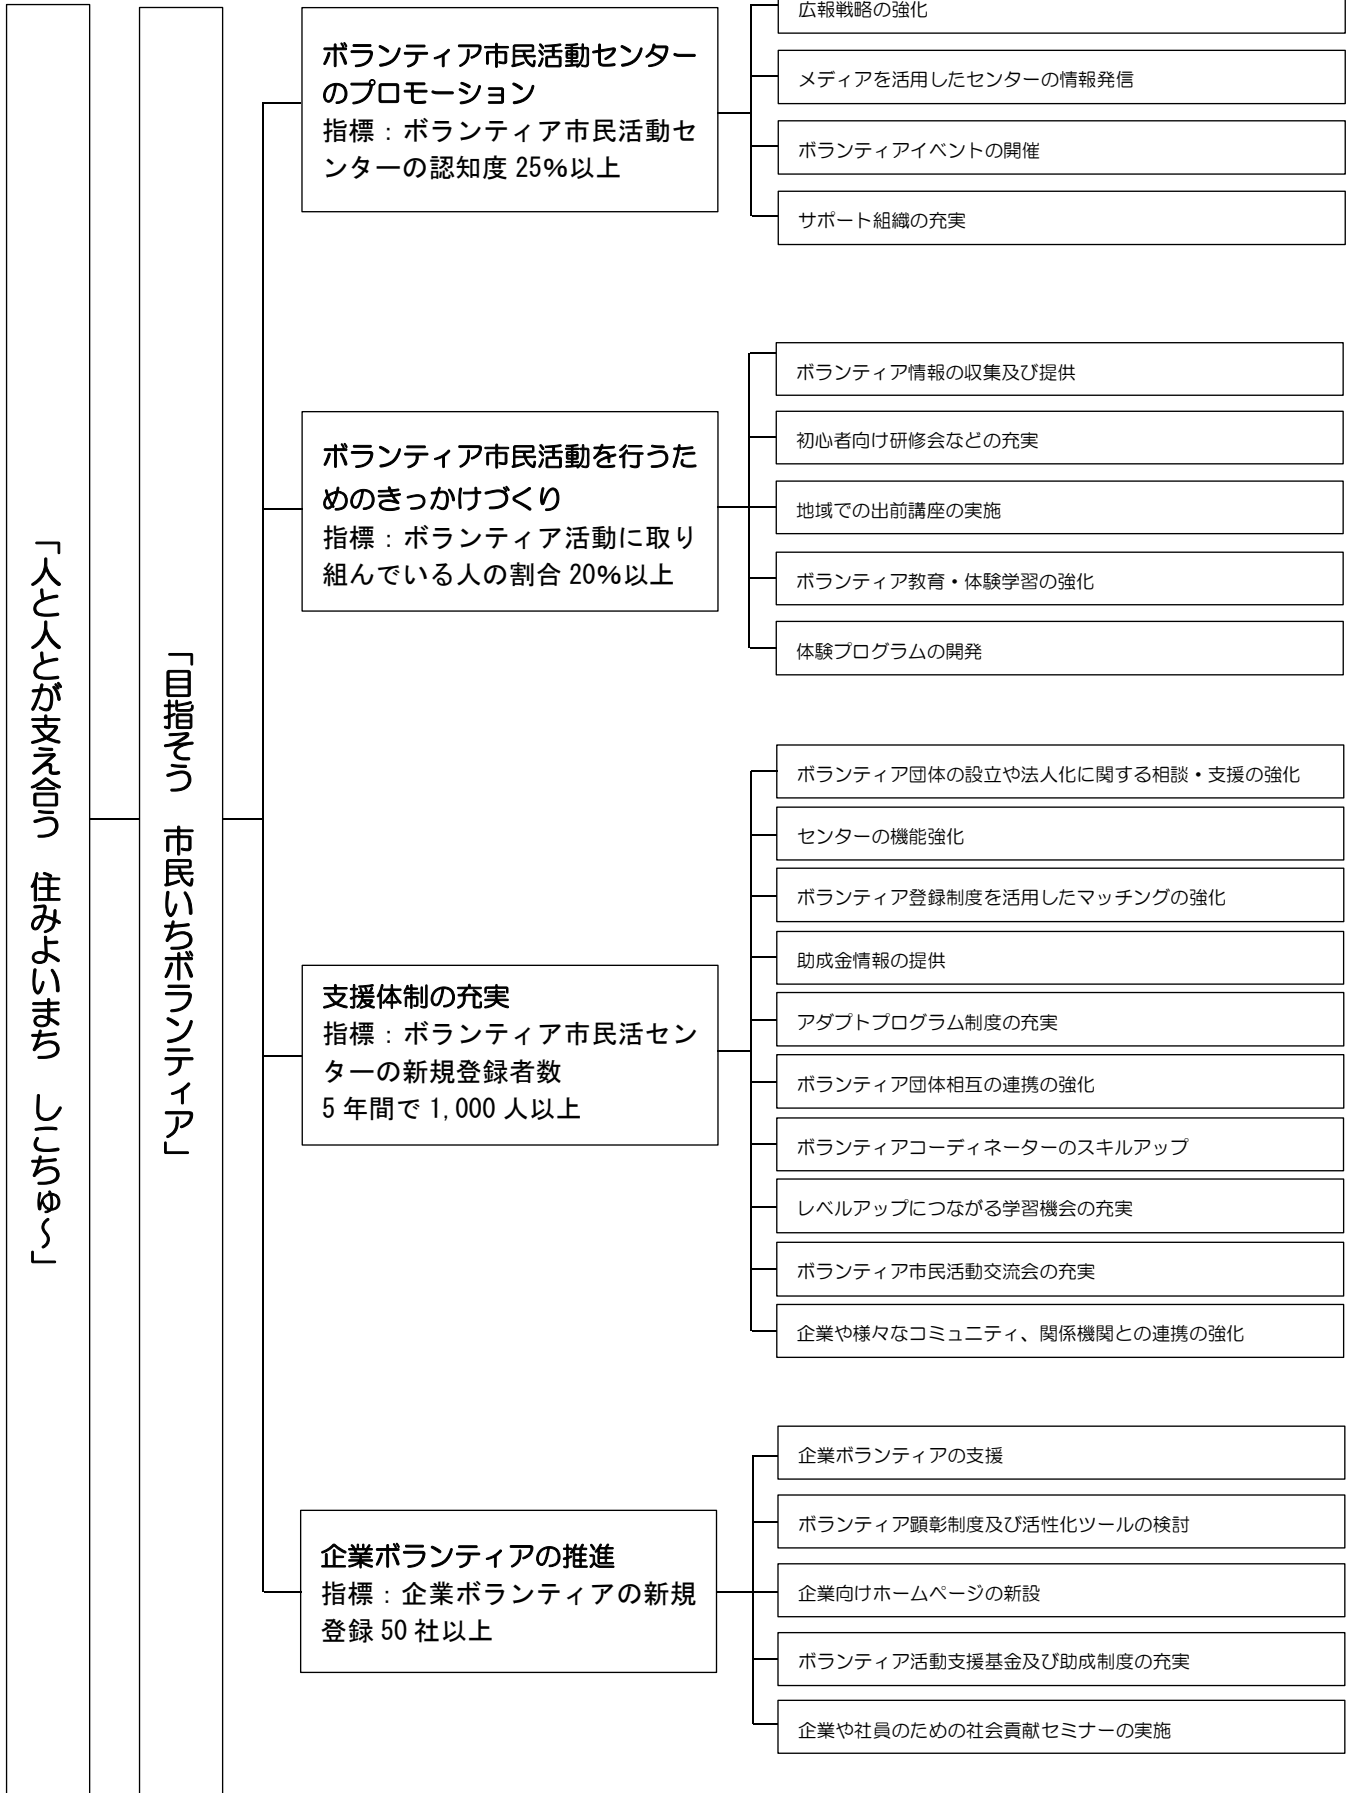 「人と人とが支え合う　住みよいまち　しこちゅ～」
「目指そう　市民いちボランティア」
ボランティア市民活動センター
のプロモーション
指標：ボランティア市民活動セ
ンターの認知度 25%以上
広報戦略の強化
メディアを活用したセンターの情報発信
ボランティアイベントの開催
サポート組織の充実
ボランティア市民活動を行うた
めのきっかけづくり
指標：ボランティア活動に取り
組んでいる人の割合 20%以上
ボランティア情報の収集及び提供
初心者向け研修会などの充実
地域での出前講座の実施
ボランティア教育・体験学習の強化
体験プログラムの開発
支援体制の充実
指標：ボランティア市民活セン
ターの新規登録者数
5 年間で 1,000 人以上
ボランティア団体の設立や法人化に関する相談・支援の強化
センターの機能強化
ボランティア登録制度を活用したマッチングの強化
助成金情報の提供
アダプトプログラム制度の充実
ボランティア団体相互の連携の強化
ボランティアコーディネーターのスキルアップ
レベルアップにつながる学習機会の充実
ボランティア市民活動交流会の充実
企業や様々なコミュニティ、関係機関との連携の強化
企業ボランティアの推進
指標：企業ボランティアの新規
登録 50 社以上
企業ボランティアの支援
ボランティア顕彰制度及び活性化ツールの検討
企業向けホームページの新設
ボランティア活動支援基金及び助成制度の充実
企業や社員のための社会貢献セミナーの実施